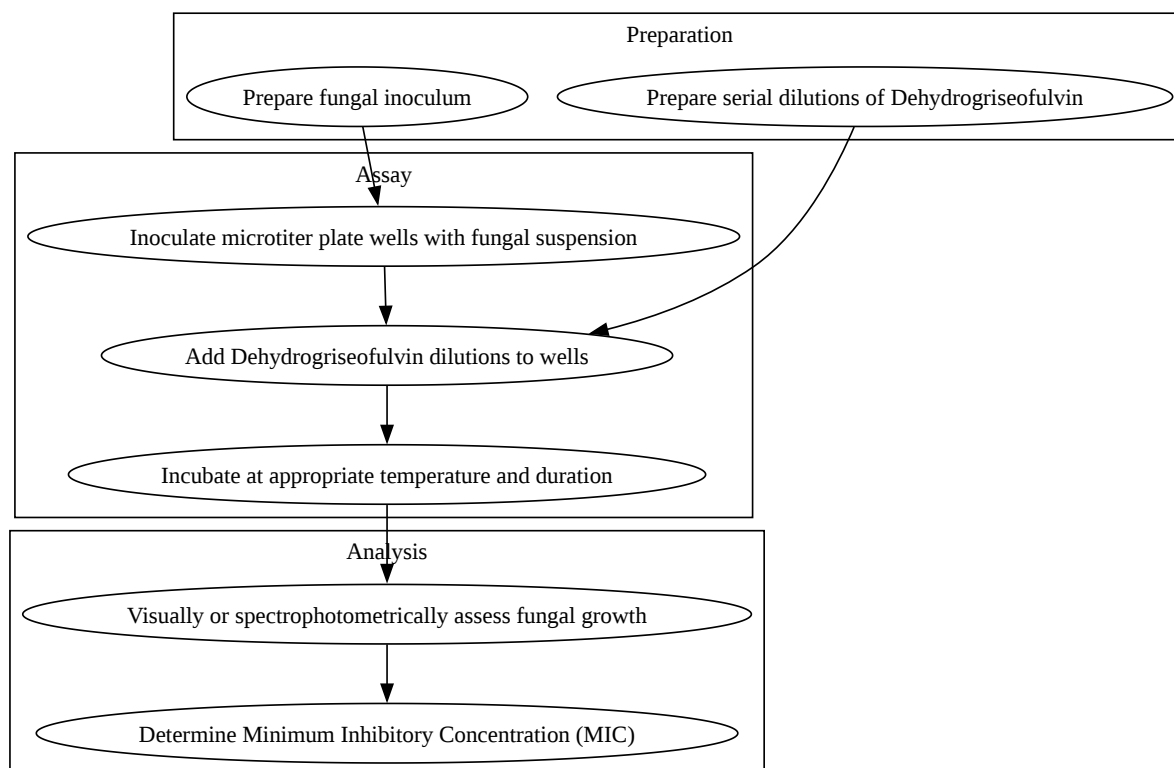 Preparation
Prepare fungal inoculum
Prepare serial dilutions of Dehydrogriseofulvin
Assay
Inoculate microtiter plate wells with fungal suspension
Add Dehydrogriseofulvin dilutions to wells
Incubate at appropriate temperature and duration
Analysis
Visually or spectrophotometrically assess fungal growth
Determine Minimum Inhibitory Concentration (MIC)